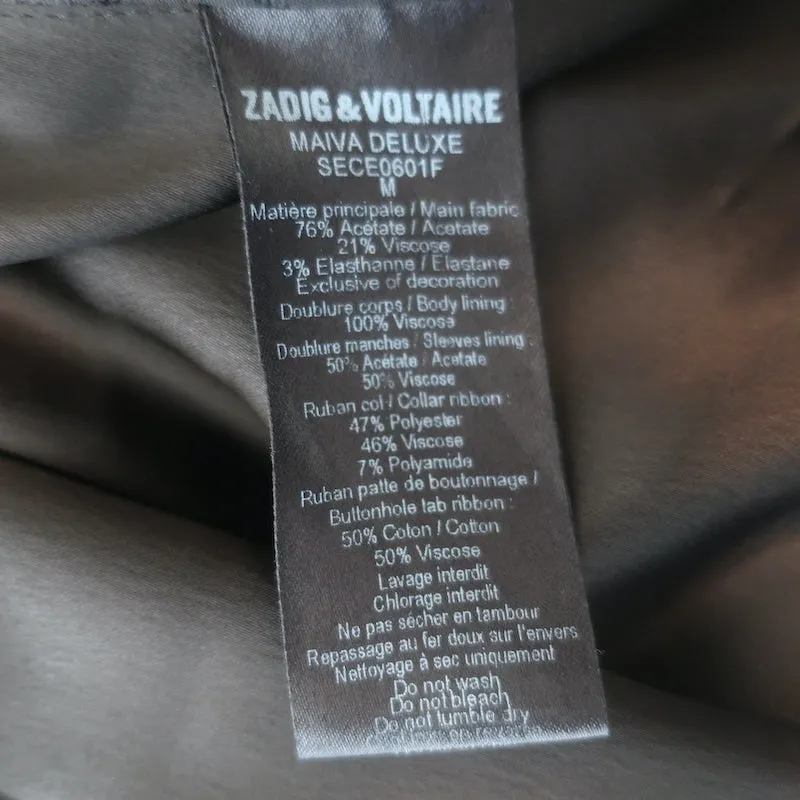 ZADIG & VOLTAIRE
MAIVA DELUXE
SECE0601F
M
Matière principale / Main fabric
76% Acétate / Acetate
21% Viscose
3% Elasthanne / Elastane
Exclusive of decoration
Doublure corps / Body lining :
100% Viscose
Doublure manches / Sleeves lining :
50% Acétate / Acetate
50% Viscose
Ruban col / Collar ribbon :
47% Polyester
46% Viscose
7% Polyamide
Ruban patte de boutonnage /
Buttonhole tab ribbon :
50% Coton / Cotton
50% Viscose
Lavage interdit
Chlorage interdit
Ne pas sécher en tambour
Repassage au fer doux sur l'envers
Nettoyage à sec uniquement
Do not wash
Do not bleach
Do not tumble dry